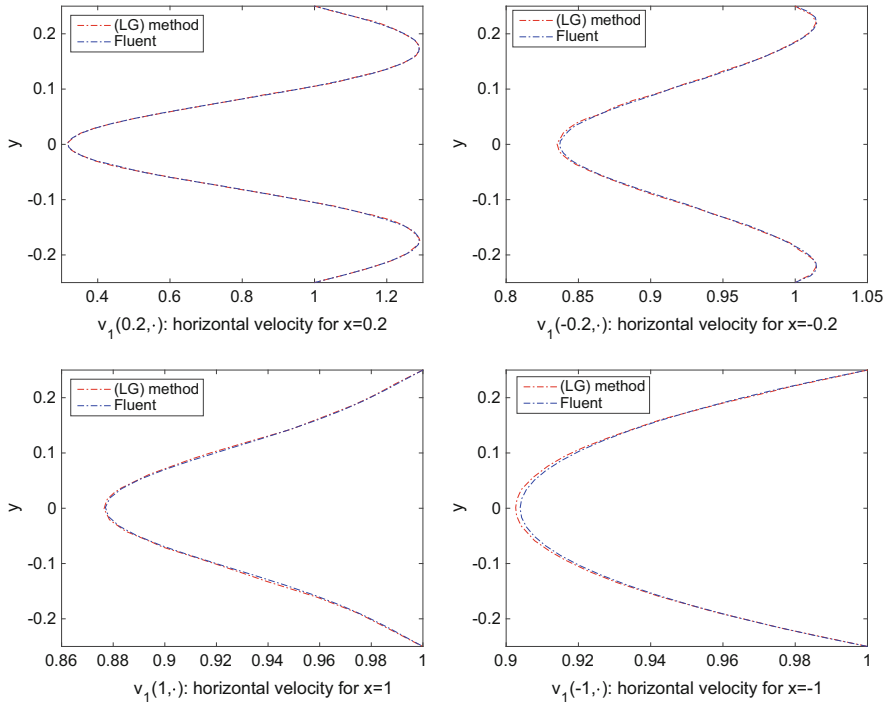 (LG) method
Fluent
0.2
0.1
0
-0.1
-0.2
y
0.4 0.6 0.8 1 1.2
v1(0.2,·): horizontal velocity for x=0.2
(LG) method
Fluent
0.2
0.1
0
-0.1
-0.2
y
0.8 0.85 0.9 0.95 1 1.05
v1(-0.2,·): horizontal velocity for x=-0.2
(LG) method
Fluent
0.2
0.1
0
-0.1
-0.2
y
0.86 0.88 0.9 0.92 0.94 0.96 0.98 1
v1(1,·): horizontal velocity for x=1
(LG) method
Fluent
0.2
0.1
0
-0.1
-0.2
y
0.9 0.92 0.94 0.96 0.98 1
v1(-1,·): horizontal velocity for x=-1